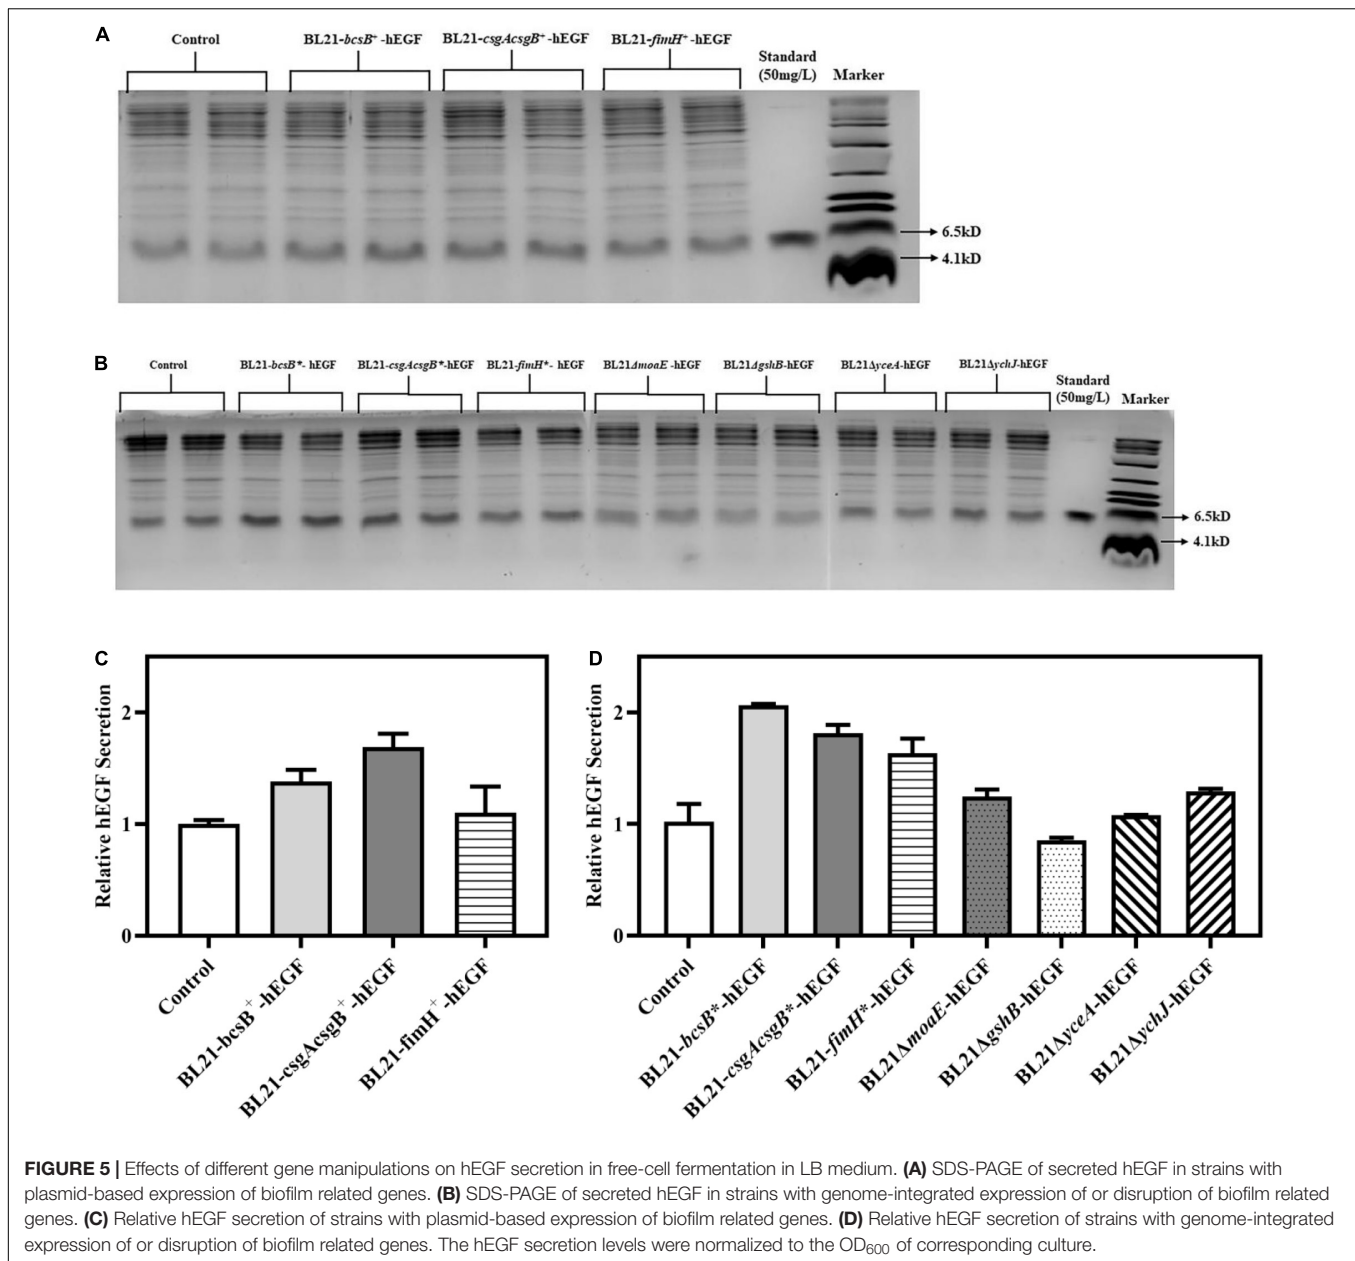 A
Control
BL21-bcsB⁺ -hEGF
BL21-csgAcsgB⁺ -hEGF
BL21-fimH⁺ -hEGF
Standard
(50mg/L)
Marker
6.5kD
4.1kD
B
Control
BL21-bcsB*- hEGF
BL21-csgAcsgB*-hEGF
BL21-fimH*- hEGF
BL21ΔmoaE -hEGF
BL21ΔgshB-hEGF
BL21ΔyceA-hEGF
BL21ΔychJ-hEGF
Standard
(50mg/L)
Marker
6.5kD
4.1kD
C
Relative hEGF Secretion
2
1
0
Control
BL21-bcsB⁺ -hEGF
BL21-csgAcsgB⁺ -hEGF
BL21-fimH⁺ -hEGF
D
Relative hEGF Secretion
2
1
0
Control
BL21-bcsB*-hEGF
BL21-csgAcsgB*-hEGF
BL21-fimH*-hEGF
BL21ΔmoaE-hEGF
BL21ΔgshB-hEGF
BL21ΔyceA-hEGF
BL21ΔychJ-hEGF
FIGURE 5 | Effects of different gene manipulations on hEGF secretion in free-cell fermentation in LB medium. (A) SDS-PAGE of secreted hEGF in strains with
plasmid-based expression of biofilm related genes. (B) SDS-PAGE of secreted hEGF in strains with genome-integrated expression of or disruption of biofilm related
genes. (C) Relative hEGF secretion of strains with plasmid-based expression of biofilm related genes. (D) Relative hEGF secretion of strains with genome-integrated
expression of or disruption of biofilm related genes. The hEGF secretion levels were normalized to the OD₆₀₀ of corresponding culture.